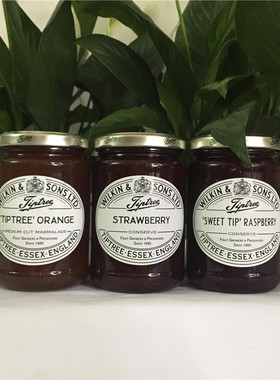 WILKIN & SONS LTD
Tiptree
'TIPTREE' ORANGE
MEDIUM CUT MARMALADE
FRUIT GROWERS & PRESERVERS
SINCE 1885
TIPTREE · ESSEX · ENGLAND
WILKIN & SONS LTD
Tiptree
STRAWBERRY
CONSERVE
FRUIT GROWERS & PRESERVERS
SINCE 1885
TIPTREE · ESSEX · ENGLAND
WILKIN & SONS LTD
Tiptree
'SWEET TIP' RASPBERRY
CONSERVE
FRUIT GROWERS & PRESERVERS
SINCE 1885
TIPTREE · ESSEX · ENGLAND